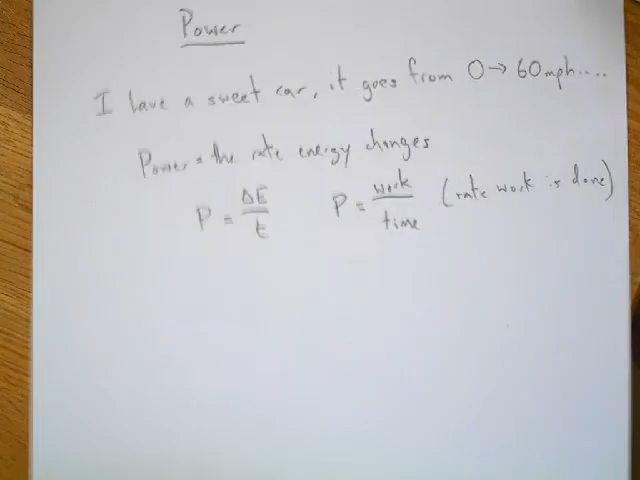 Power
I have a sweet car, it goes from 0→60mph....
Power = the rate energy changes
P = ΔE/t P = work/time (rate work is done)